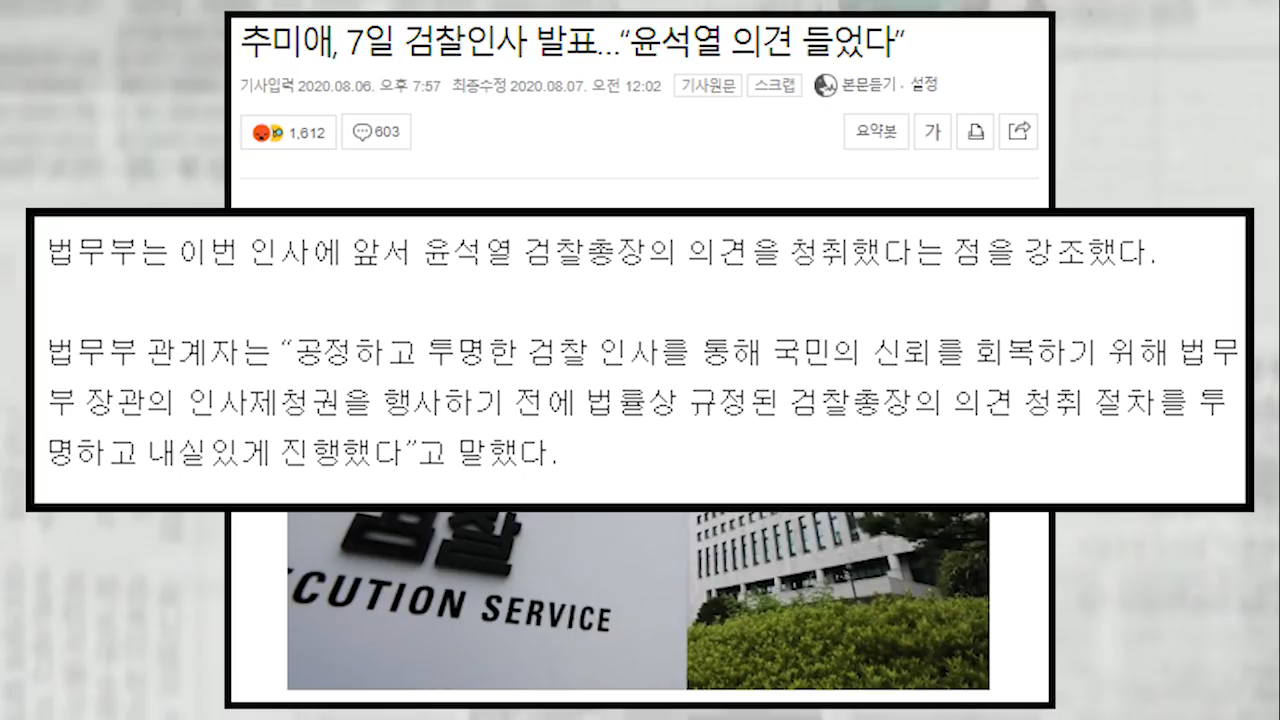 추미애, 7일 검찰인사 발표...“윤석열 의견 들었다”
기사입력 2020.08.06. 오후 7:57 최종수정 2020.08.07. 오전 12:02 기사원문 스크랩 본문듣기 · 설정
1,612 603 요약봇 가
법무부는 이번 인사에 앞서 윤석열 검찰총장의 의견을 청취했다는 점을 강조했다.
법무부 관계자는 “공정하고 투명한 검찰 인사를 통해 국민의 신뢰를 회복하기 위해 법무
부 장관의 인사제청권을 행사하기 전에 법률상 규정된 검찰총장의 의견 청취 절차를 투
명하고 내실있게 진행했다”고 말했다.
CUTION SERVICE